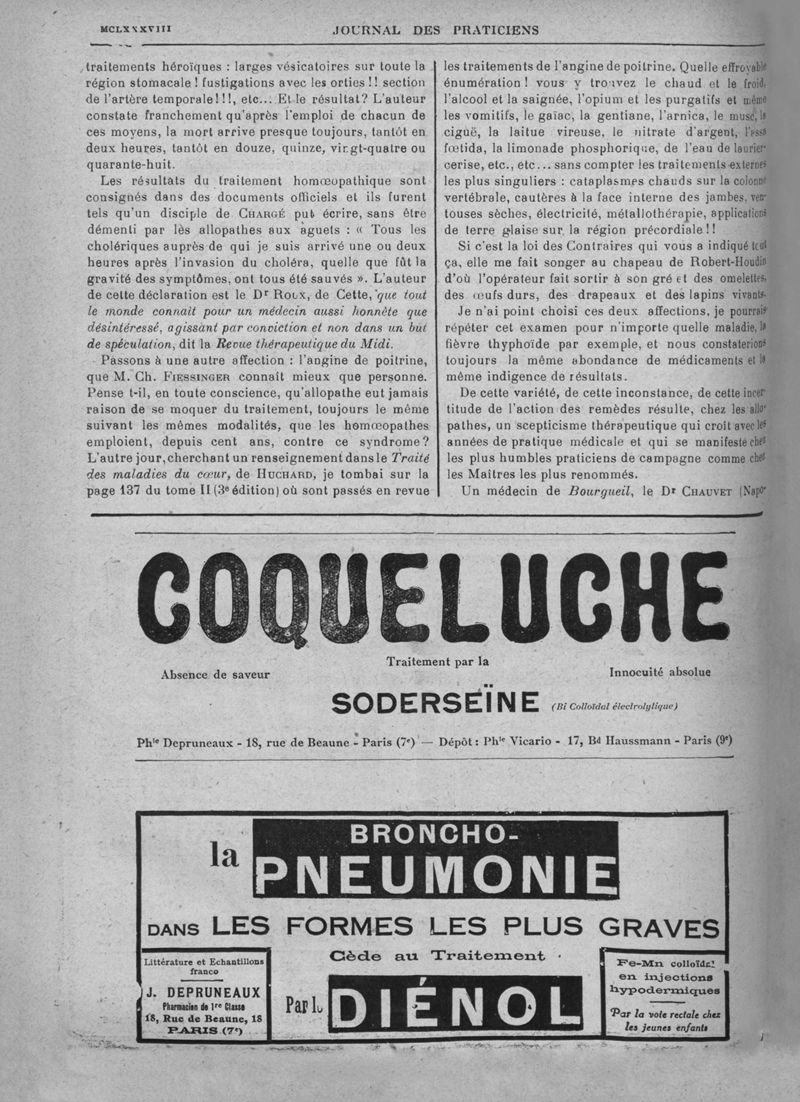 MCLXXXVIII
JOURNAL DES PRATICIENS
traitements héroïques : larges vésicatoires sur toute la
région stomacale ! fustigations avec les orties !! section
de l'artère temporale!!!, etc... Et le résultat? L'auteur
constate franchement qu'après l'emploi de chacun de
ces moyens, la mort arrive presque toujours, tantôt en
deux heures, tantôt en douze, quinze, vingt-quatre ou
quarante-huit.
Les résultats du traitement homœopathique sont
consignés dans des documents officiels et ils furent
tels qu'un disciple de CHARGÉ put écrire, sans être
démenti par lès allopathes aux aguets : « Tous les
cholériques auprès de qui je suis arrivé une ou deux
heures après l'invasion du choléra, quelle que fût la
gravité des symptômes, ont tous été sauvés ». L'auteur
de cette déclaration est le Dr ROUX, de Cette, que tout
le monde connaît pour un médecin aussi honnête que
désintéressé, agissant par conviction et non dans un but
de spéculation, dit la Revue thérapeutique du Midi.
Passons à une autre affection : l'angine de poitrine,
que M. Ch. FIESSINGER connaît mieux que personne.
Pense t-il, en toute conscience, qu'allopathe eut jamais
raison de se moquer du traitement, toujours le même
suivant les mêmes modalités, que les homœopathes
emploient, depuis cent ans, contre ce syndrome?
L'autre jour, cherchant un renseignement dans le Traité
des maladies du cœur, de HUCHARD, je tombai sur la
page 137 du tome II (3e édition) où sont passés en revue
les traitements de l'angine de poitrine. Quelle effroyable
énumération ! vous y trouvez le chaud et le froid,
l'alcool et la saignée, l'opium et les purgatifs et même
les vomitifs, le gaïac, la gentiane, l'arnica, le musc, la
ciguë, la laitue vireuse, le nitrate d'argent, l'assa
fœtida, la limonade phosphorique, de l'eau de laurier-
cerise, etc., etc... sans compter les traitements externes
les plus singuliers : cataplasmes chauds sur la colonne
vertébrale, cautères à la face interne des jambes, ven-
touses sèches, électricité, métallothérapie, applications
de terre glaise sur la région précordiale !!
Si c'est la loi des Contraires qui vous a indiqué tout
ça, elle me fait songer au chapeau de Robert-Houdin
d'où l'opérateur fait sortir à son gré et des omelettes,
des œufs durs, des drapeaux et des lapins vivants.
Je n'ai point choisi ces deux affections, je pourrais
répéter cet examen pour n'importe quelle maladie, la
fièvre thyphoïde par exemple, et nous constaterions
toujours la même abondance de médicaments et la
même indigence de résultats.
De cette variété, de cette inconstance, de cette incer-
titude de l'action des remèdes résulte, chez les allo-
pathes, un scepticisme thérapeutique qui croit avec les
années de pratique médicale et qui se manifeste chez
les plus humbles praticiens de campagne comme chez
les Maîtres les plus renommés.
Un médecin de Bourgueil, le Dr CHAUVET (Napo-
COQUELUCHE
Traitement par la
Absence de saveur
Innocuité absolue
SODERSEÏNE (Bi Colloïdal électrolytique)
Phie Depruneaux - 18, rue de Beaune - Paris (7e) — Dépôt : Phie Vicario - 17, Bd Haussmann - Paris (9e)
la BRONCHO-
PNEUMONIE
DANS LES FORMES LES PLUS GRAVES
Cède au Traitement
Littérature et Echantillons
franco
J. DEPRUNEAUX
Pharmacien de 1re Classe
18, Rue de Beaune, 18
PARIS (7e)
Par le DIÉNOL
Fe-Mn colloïdal
en injections
hypodermiques
Par la voie rectale chez
les jeunes enfants